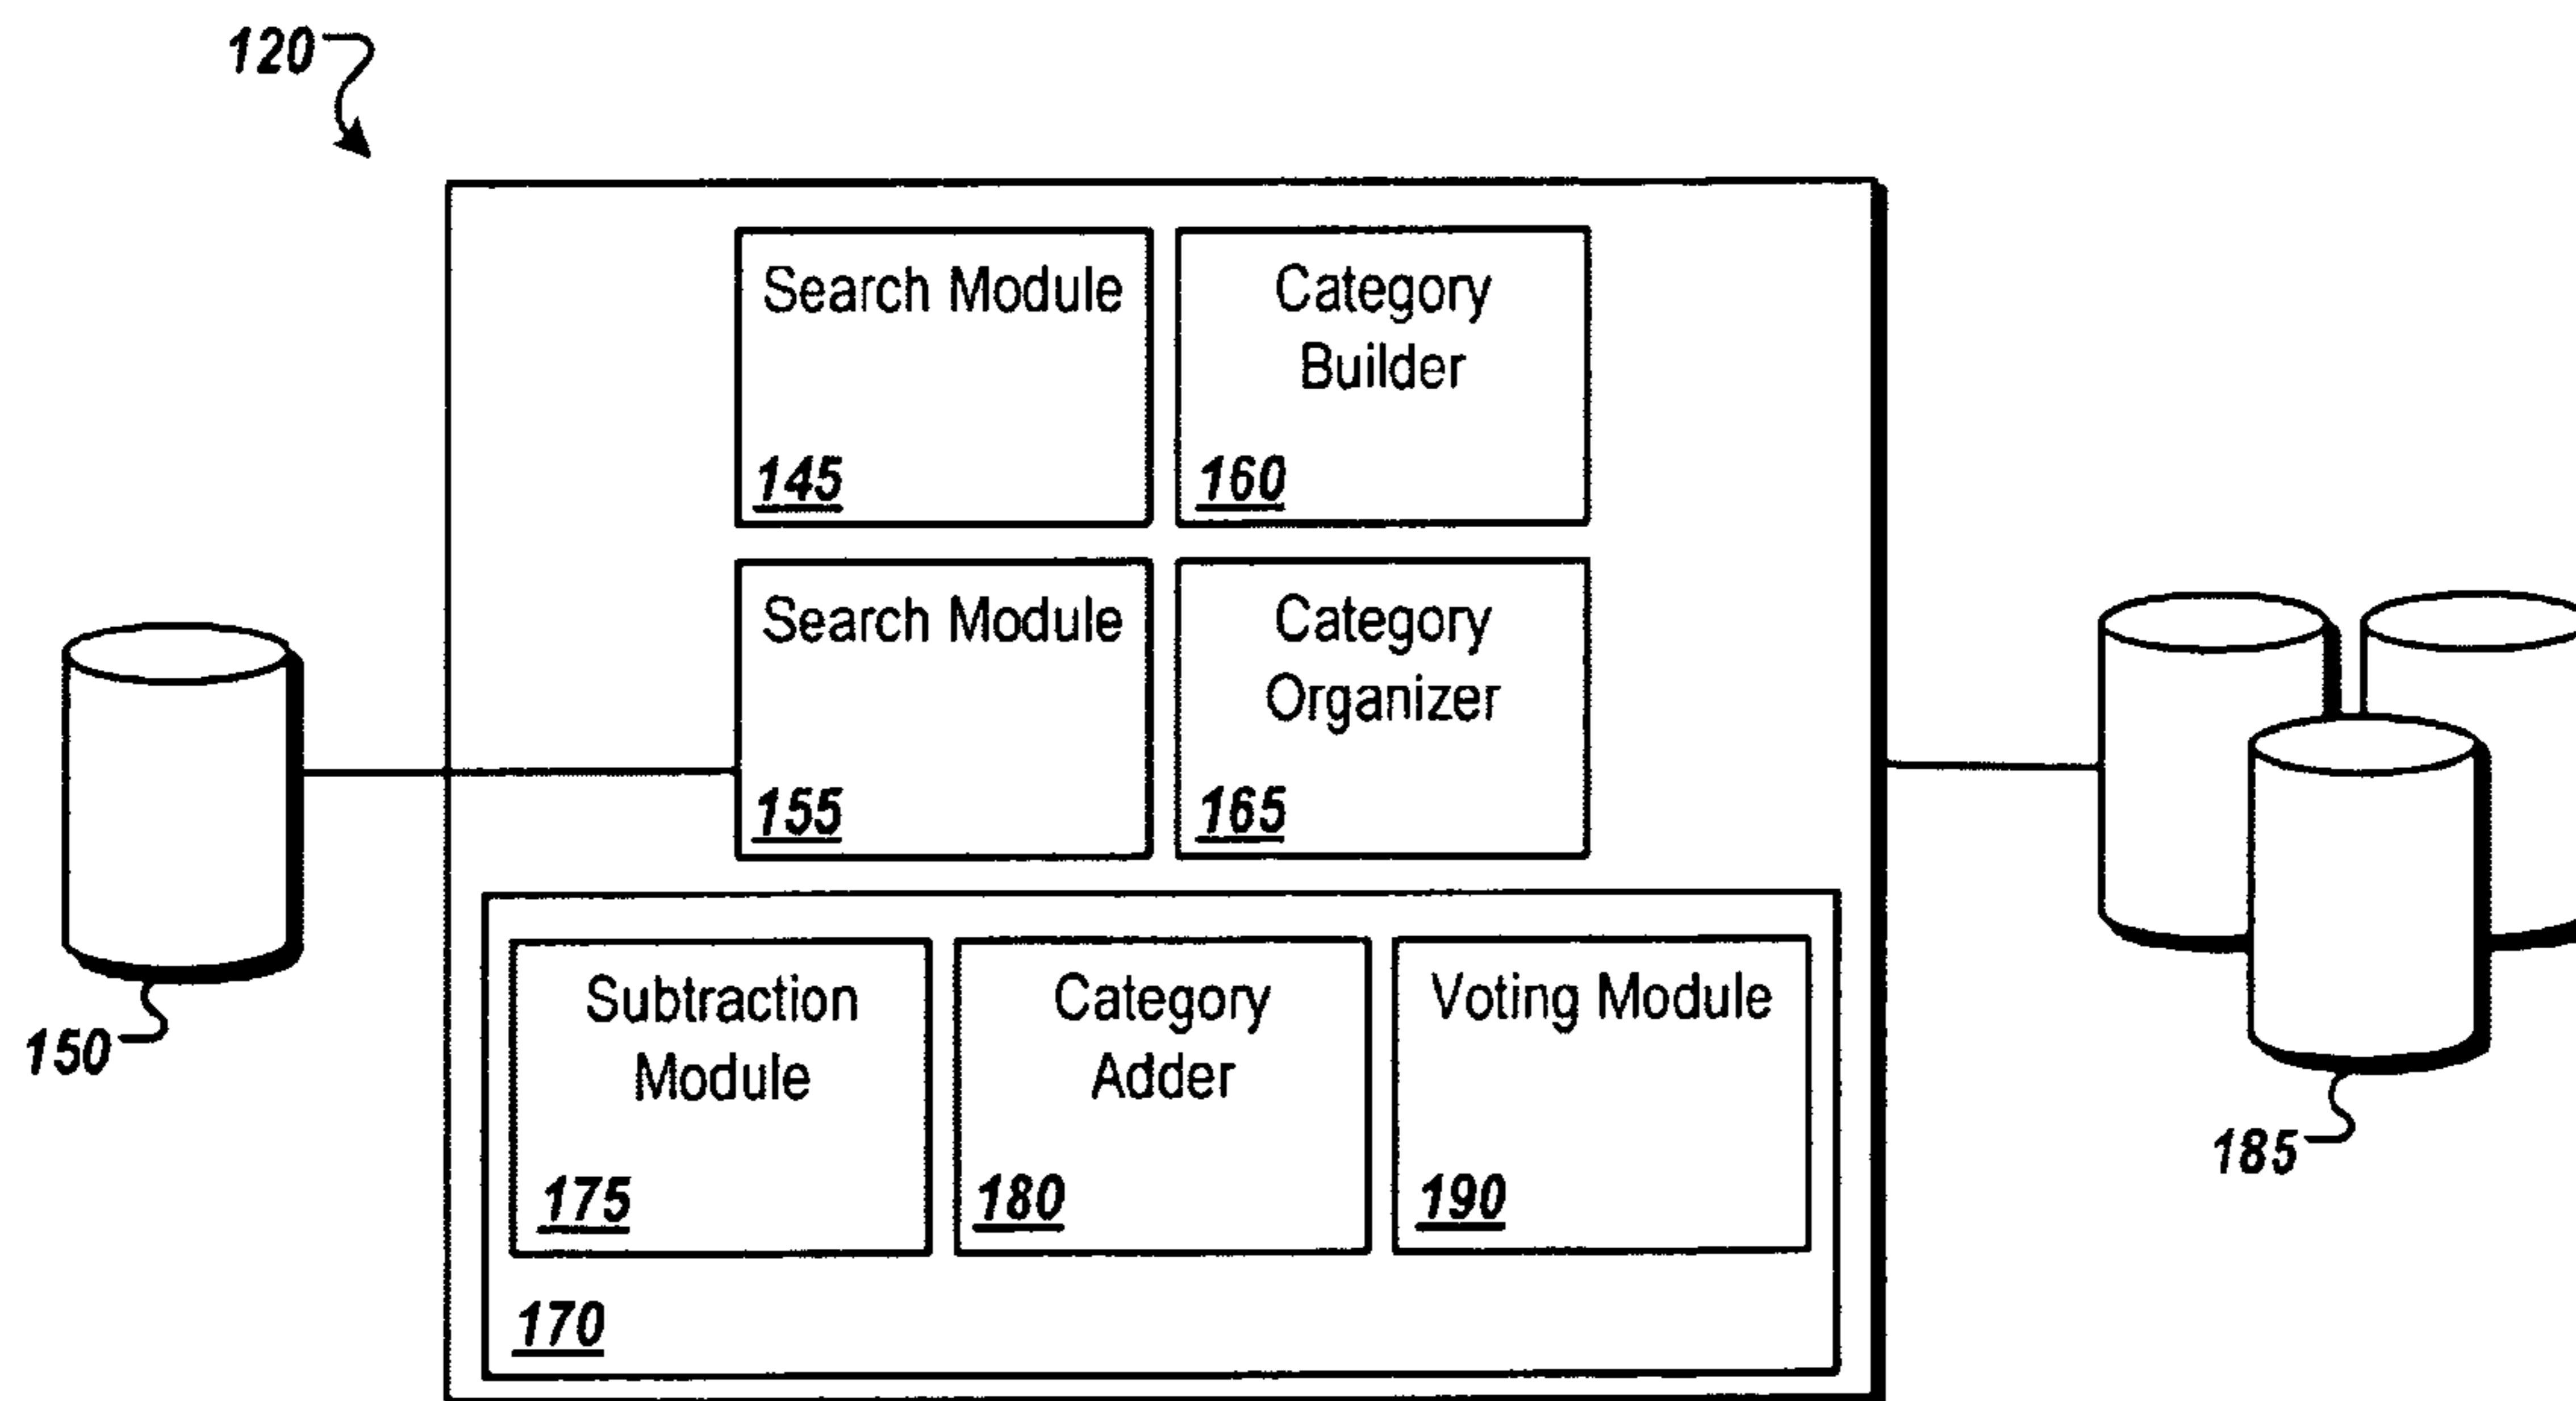 120
Search Module
145
Category
Builder
160
Search Module
155
Category
Organizer
165
150
Subtraction
Module
175
Category
Adder
180
Voting Module
190
185
170